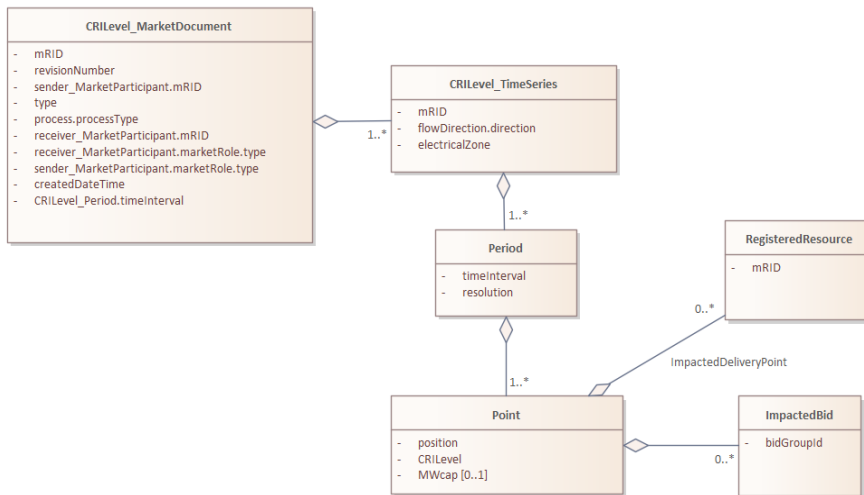 CRILevel_MarketDocument
- mRID
- revisionNumber
- sender_MarketParticipant.mRID
- type
- process.processType
- receiver_MarketParticipant.mRID
- receiver_MarketParticipant.marketRole.type
- sender_MarketParticipant.marketRole.type
- createdDateTime
- CRILevel_Period.timeInterval
1..*
CRILevel_TimeSeries
- mRID
- flowDirection.direction
- electricalZone
1..*
Period
- timeInterval
- resolution
1..*
RegisteredResource
- mRID
0..*
ImpactedDeliveryPoint
Point
- position
- CRILevel
- MWcap [0..1]
0..*
ImpactedBid
- bidGroupId